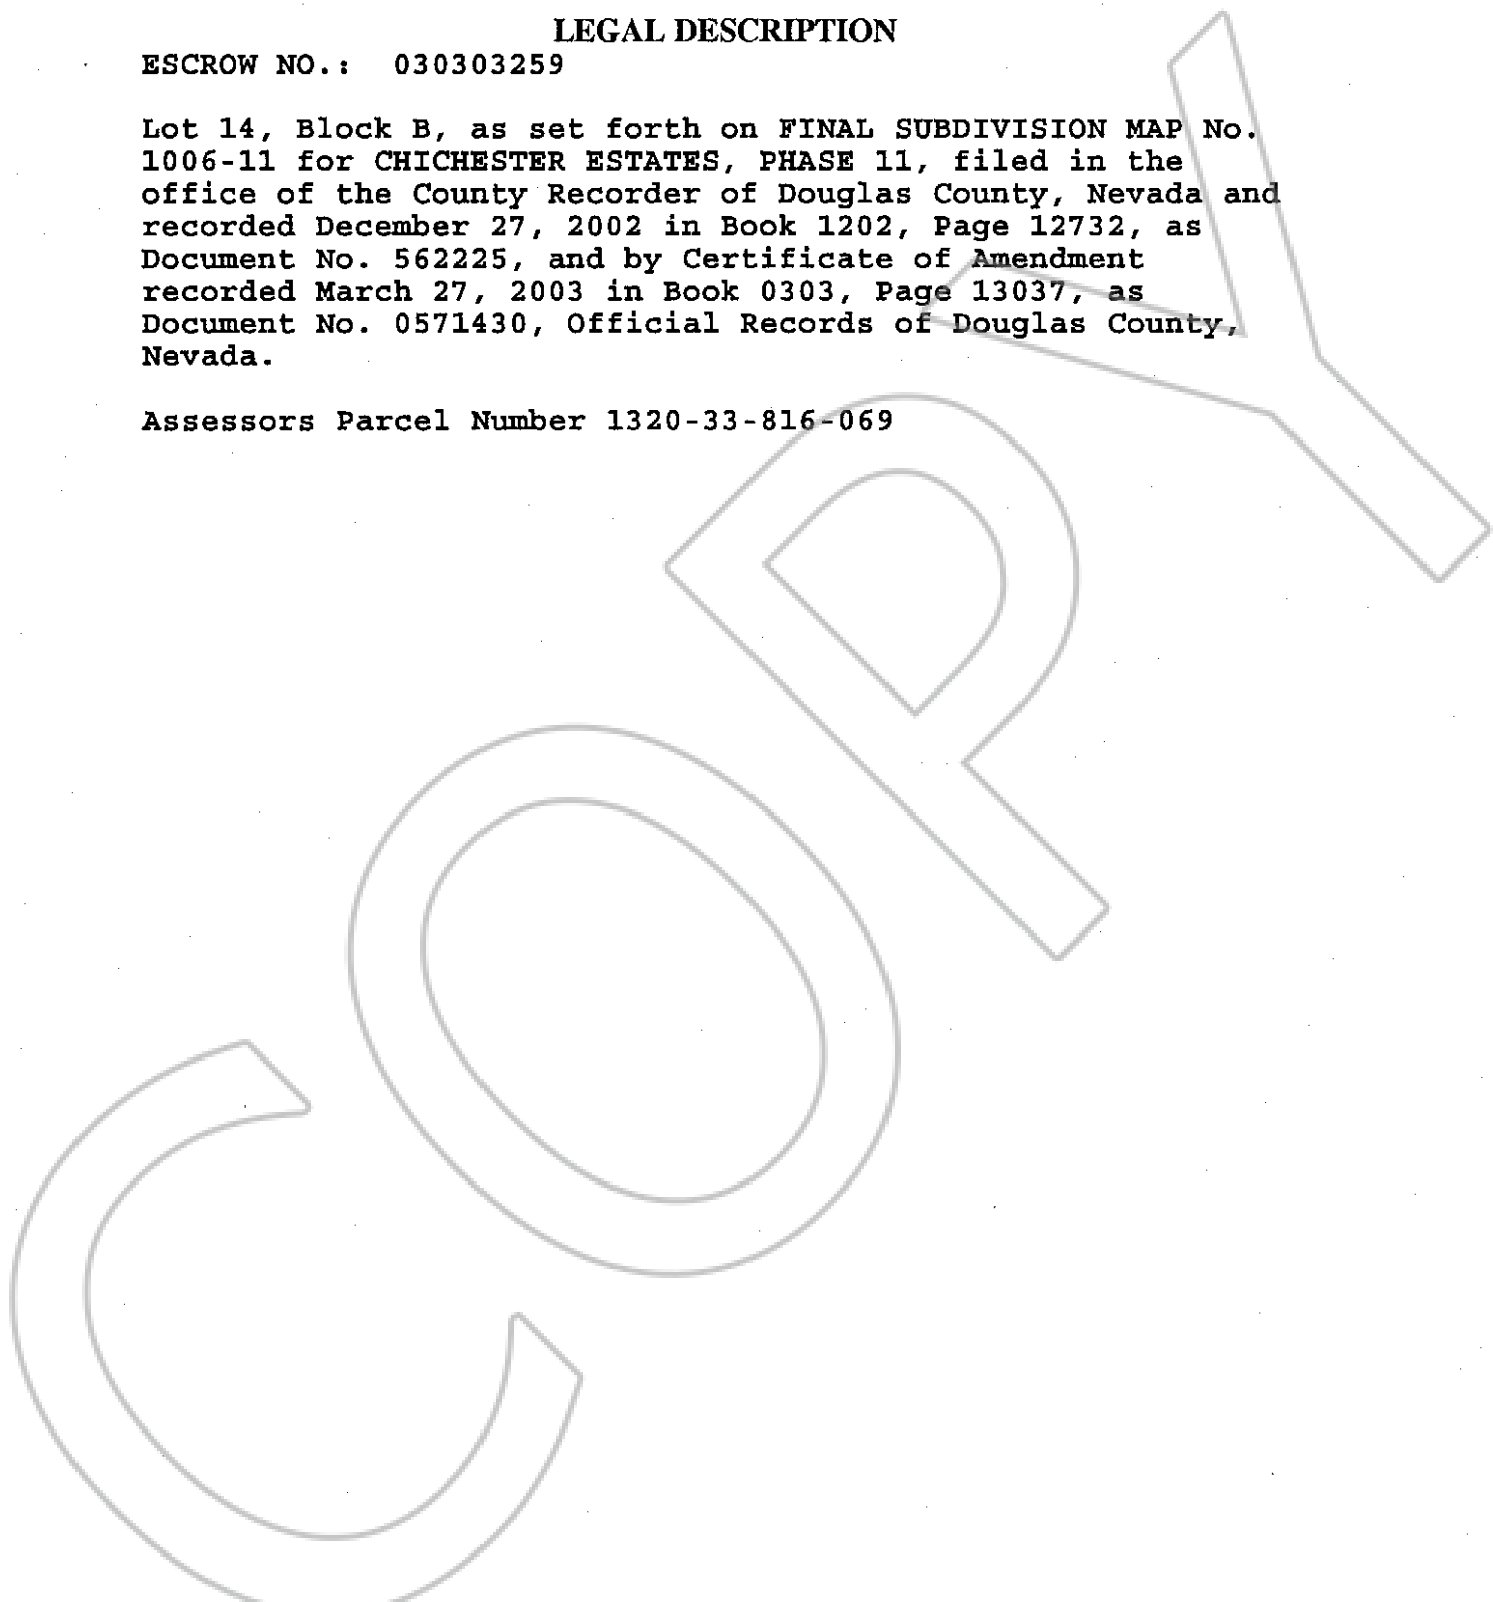 LEGAL DESCRIPTION
ESCROW NO.: 030303259
Lot 14, Block B, as set forth on FINAL SUBDIVISION MAP No.
1006-11 for CHICHESTER ESTATES, PHASE 11, filed in the
office of the County Recorder of Douglas County, Nevada and
recorded December 27, 2002 in Book 1202, Page 12732, as
Document No. 562225, and by Certificate of Amendment
recorded March 27, 2003 in Book 0303, Page 13037, as
Document No. 0571430, Official Records of Douglas County,
Nevada.
Assessors Parcel Number 1320-33-816-069
COPY